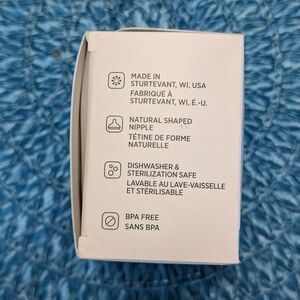 MADE IN
STURTEVANT, WI, USA
FABRIQUÉ À
STURTEVANT, WI, É.-U.
NATURAL SHAPED
NIPPLE
TÉTINE DE FORME
NATURELLE
DISHWASHER &
STERILIZATION SAFE
LAVABLE AU LAVE-VAISSELLE
ET STÉRILISABLE
BPA FREE
SANS BPA